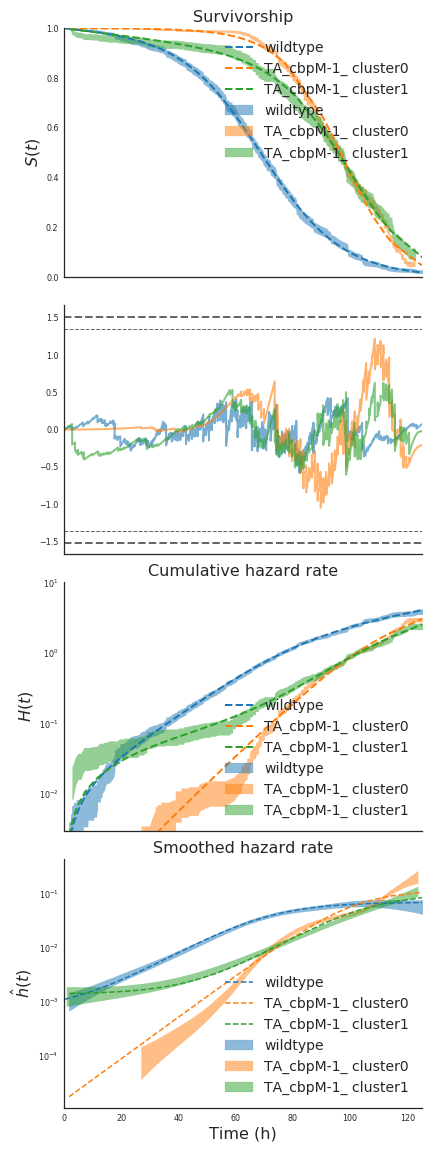 Survivorship
1.0
0.8
0.6
0.4
0.2
0.0
S(t)
wildtype
TA_cbpM-1_ cluster0
TA_cbpM-1_ cluster1
wildtype
TA_cbpM-1_ cluster0
TA_cbpM-1_ cluster1
1.5
1.0
0.5
0.0
−0.5
−1.0
−1.5
Cumulative hazard rate
10¹
10⁰
10⁻¹
10⁻²
H(t)
wildtype
TA_cbpM-1_ cluster0
TA_cbpM-1_ cluster1
wildtype
TA_cbpM-1_ cluster0
TA_cbpM-1_ cluster1
Smoothed hazard rate
10⁻¹
10⁻²
10⁻³
10⁻⁴
ĥ(t)
wildtype
TA_cbpM-1_ cluster0
TA_cbpM-1_ cluster1
wildtype
TA_cbpM-1_ cluster0
TA_cbpM-1_ cluster1
0 20 40 60 80 100 120
Time (h)